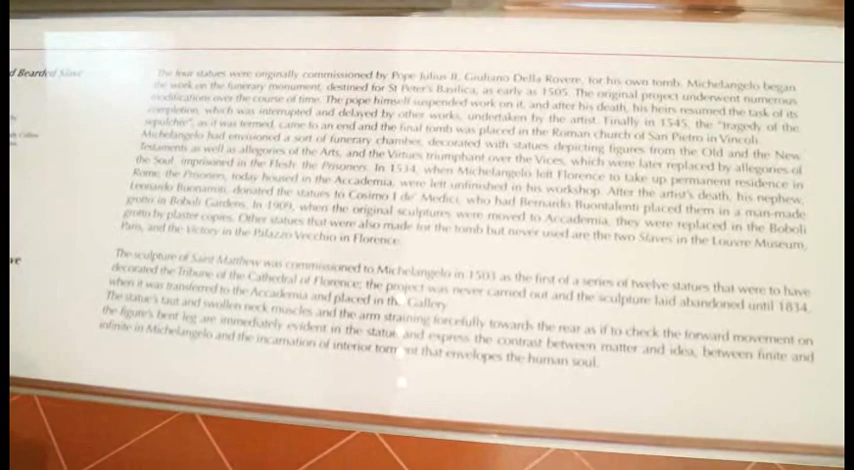 d Bearded Slave
The four statues were originally commissioned by Pope Julius II, Giuliano Della Rovere, for his own tomb. Michelangelo began
the work on the funerary monument, destined for St Peter's Basilica, as early as 1505. The original project underwent numerous
modifications over the course of time. The pope himself suspended work on it, and after his death, his heirs resumed the task of its
completion, which was interrupted and delayed by other works, undertaken by the artist. Finally in 1545, the "tragedy of the
sepulchre", as it was termed, came to an end and the final tomb was placed in the Roman church of San Pietro in Vincoli.
Michelangelo had envisioned a sort of funerary chamber, decorated with statues depicting figures from the Old and the New
Testaments as well as allegories of the Arts, and the Virtues triumphant over the Vices, which were later replaced by allegories of
the Soul, imprisoned in the Flesh: the Prisoners. In 1534, when Michelangelo left Florence to take up permanent residence in
Rome, the Prisoners, today housed in the Accademia, were left unfinished in his workshop. After the artist's death, his nephew,
Leonardo Buonarroti, donated the statues to Cosimo I de' Medici, who had Bernardo Buontalenti placed them in a man-made
grotto in Boboli Gardens. In 1909, when the original sculptures were moved to Accademia, they were replaced in the Boboli
grotto by plaster copies. Other statues that were also made for the tomb but never used are the two Slaves in the Louvre Museum,
Paris, and the Victory in the Palazzo Vecchio in Florence.
ve
The sculpture of Saint Matthew was commissioned to Michelangelo in 1503 as the first of a series of twelve statues that were to have
decorated the Tribune of the Cathedral of Florence; the project was never carried out and the sculpture laid abandoned until 1834,
when it was transferred to the Accademia and placed in the Gallery.
The statue's taut and swollen neck muscles and the arm straining forcefully towards the rear as if to check the forward movement on
the figure's bent leg are immediately evident in the statue and express the contrast between matter and idea, between finite and
infinite in Michelangelo and the incarnation of interior torment that envelopes the human soul.